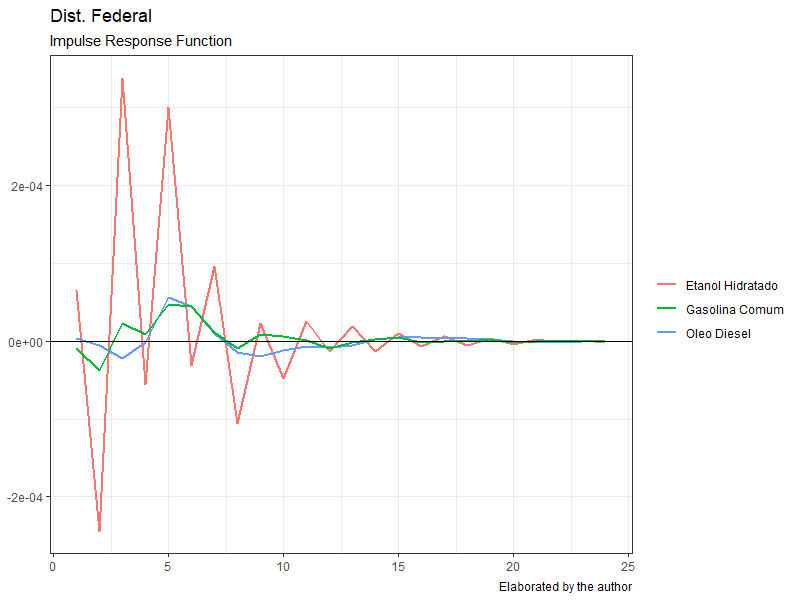 Dist. Federal
Impulse Response Function
2e-04
0e+00
-2e-04
0
5
10
15
20
25
Etanol Hidratado
Gasolina Comum
Oleo Diesel
Elaborated by the author